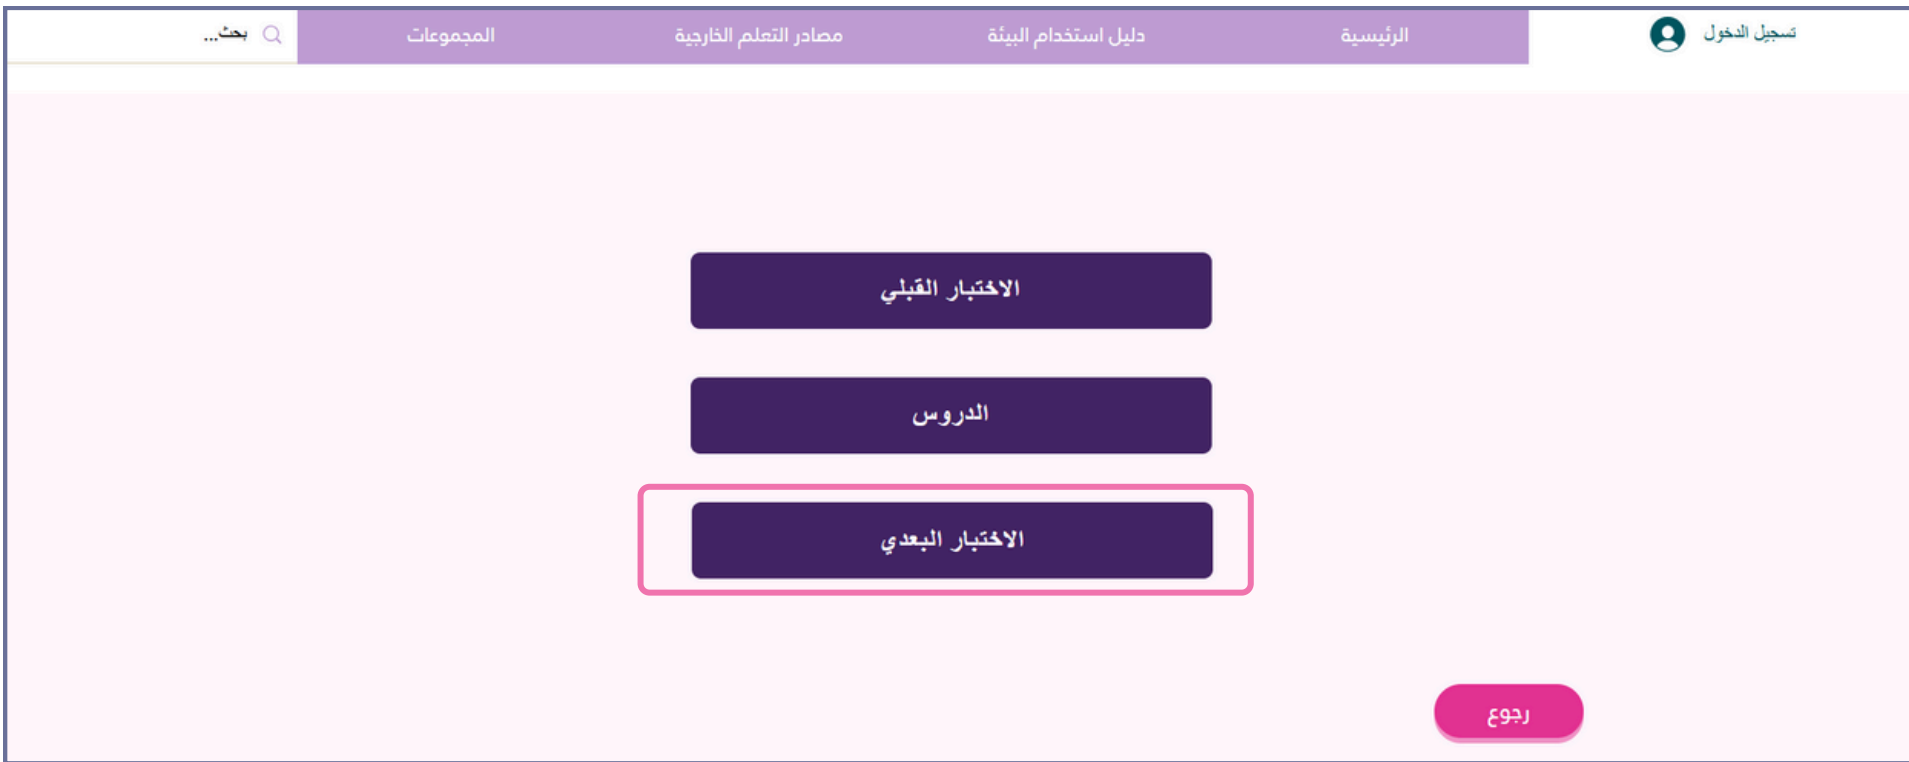 تسجيل الدخول
الرئيسية
دليل استخدام البيئة
مصادر التعلم الخارجية
المجموعات
بحث...
الاختبار القبلي
الدروس
الاختبار البعدي
رجوع